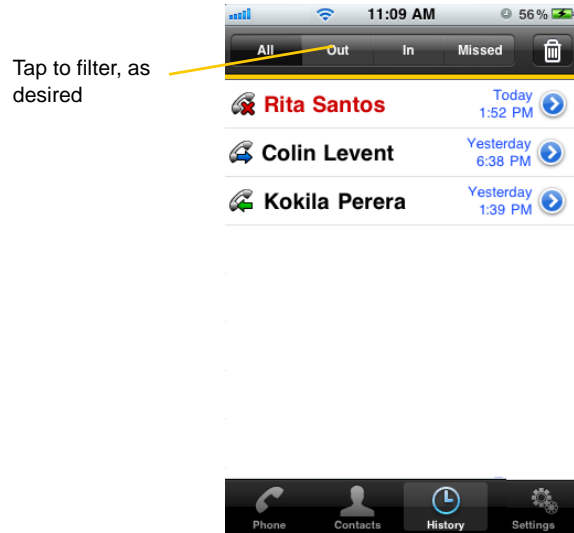 11:09 AM 56%
All Out In Missed
Tap to filter, as
desired
Rita Santos
Today
1:52 PM
Colin Levent
Yesterday
6:38 PM
Kokila Perera
Yesterday
1:39 PM
Phone Contacts History Settings